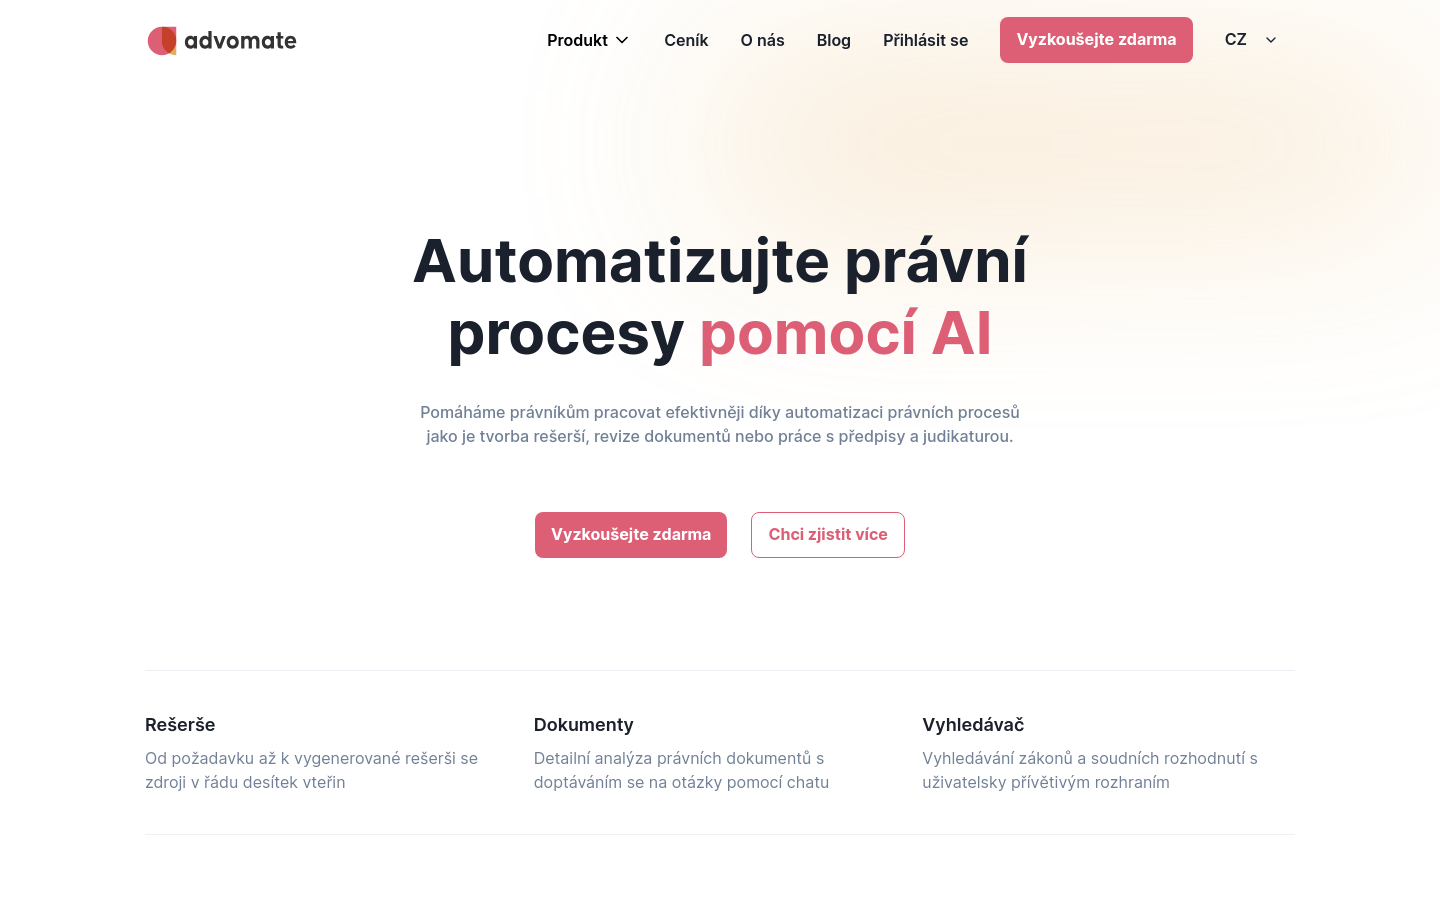 advomate
Produkt
Ceník
O nás
Blog
Přihlásit se
Vyzkoušejte zdarma
CZ
Automatizujte právní
procesy pomocí AI
Pomáháme právníkům pracovat efektivněji díky automatizaci právních procesů
jako je tvorba rešerší, revize dokumentů nebo práce s předpisy a judikaturou.
Vyzkoušejte zdarma
Chci zjistit více
Rešerše
Od požadavku až k vygenerované rešerši se
zdroji v řádu desítek vteřin
Dokumenty
Detailní analýza právních dokumentů s
doptáváním se na otázky pomocí chatu
Vyhledávač
Vyhledávání zákonů a soudních rozhodnutí s
uživatelsky přívětivým rozhraním